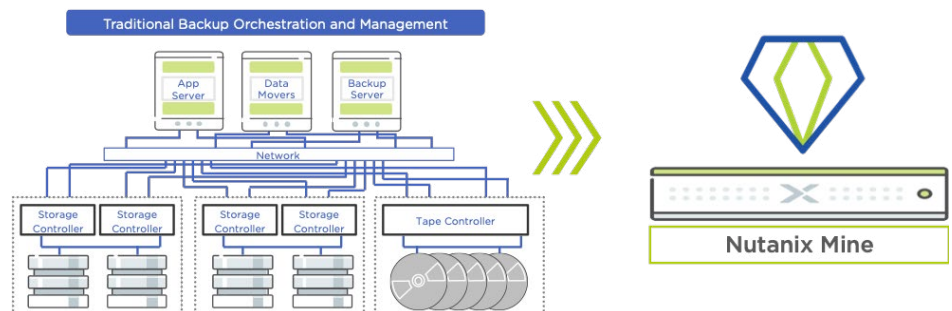 Traditional Backup Orchestration and Management
App
Server
Data
Movers
Backup
Server
Network
Storage
Controller
Storage
Controller
Storage
Controller
Storage
Controller
Tape Controller
Nutanix Mine